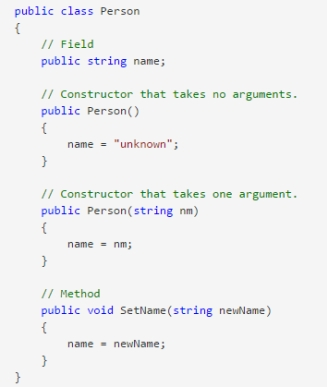 public class Person
{
// Field
public string name;
// Constructor that takes no arguments.
public Person()
{
name = "unknown";
}
// Constructor that takes one argument.
public Person(string nm)
{
name = nm;
}
// Method
public void SetName(string newName)
{
name = newName;
}
}